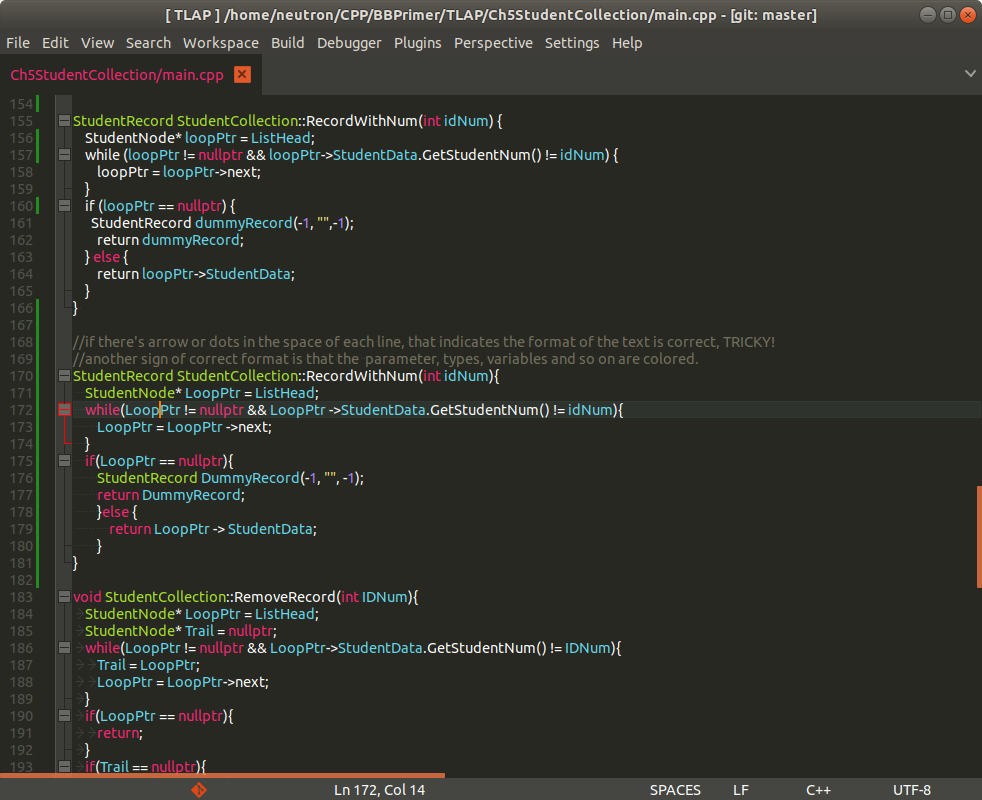 [ TLAP ] /home/neutron/CPP/BBPrimer/TLAP/Ch5StudentCollection/main.cpp - [git: master]
File Edit View Search Workspace Build Debugger Plugins Perspective Settings Help
Ch5StudentCollection/main.cpp
154
155 StudentRecord StudentCollection::RecordWithNum(int idNum) {
156 StudentNode* loopPtr = ListHead;
157 while (loopPtr != nullptr && loopPtr->StudentData.GetStudentNum() != idNum) {
158 loopPtr = loopPtr->next;
159 }
160 if (loopPtr == nullptr) {
161 StudentRecord dummyRecord(-1, "",-1);
162 return dummyRecord;
163 } else {
164 return loopPtr->StudentData;
165 }
166 }
167
168 //if there's arrow or dots in the space of each line, that indicates the format of the text is correct, TRICKY!
169 //another sign of correct format is that the parameter, types, variables and so on are colored.
170 StudentRecord StudentCollection::RecordWithNum(int idNum){
171 StudentNode* LoopPtr = ListHead;
172 while(LoopPtr != nullptr && LoopPtr ->StudentData.GetStudentNum() != idNum){
173 LoopPtr = LoopPtr ->next;
174 }
175 if(LoopPtr == nullptr){
176 StudentRecord DummyRecord(-1, "", -1);
177 return DummyRecord;
178 }else {
179 return LoopPtr -> StudentData;
180 }
181 }
182
183 void StudentCollection::RemoveRecord(int IDNum){
184 StudentNode* LoopPtr = ListHead;
185 StudentNode* Trail = nullptr;
186 while(LoopPtr != nullptr && LoopPtr->StudentData.GetStudentNum() != IDNum){
187 Trail = LoopPtr;
188 LoopPtr = LoopPtr->next;
189 }
190 if(LoopPtr == nullptr){
191 return;
192 }
193 if(Trail == nullptr){
Ln 172, Col 14 SPACES LF C++ UTF-8